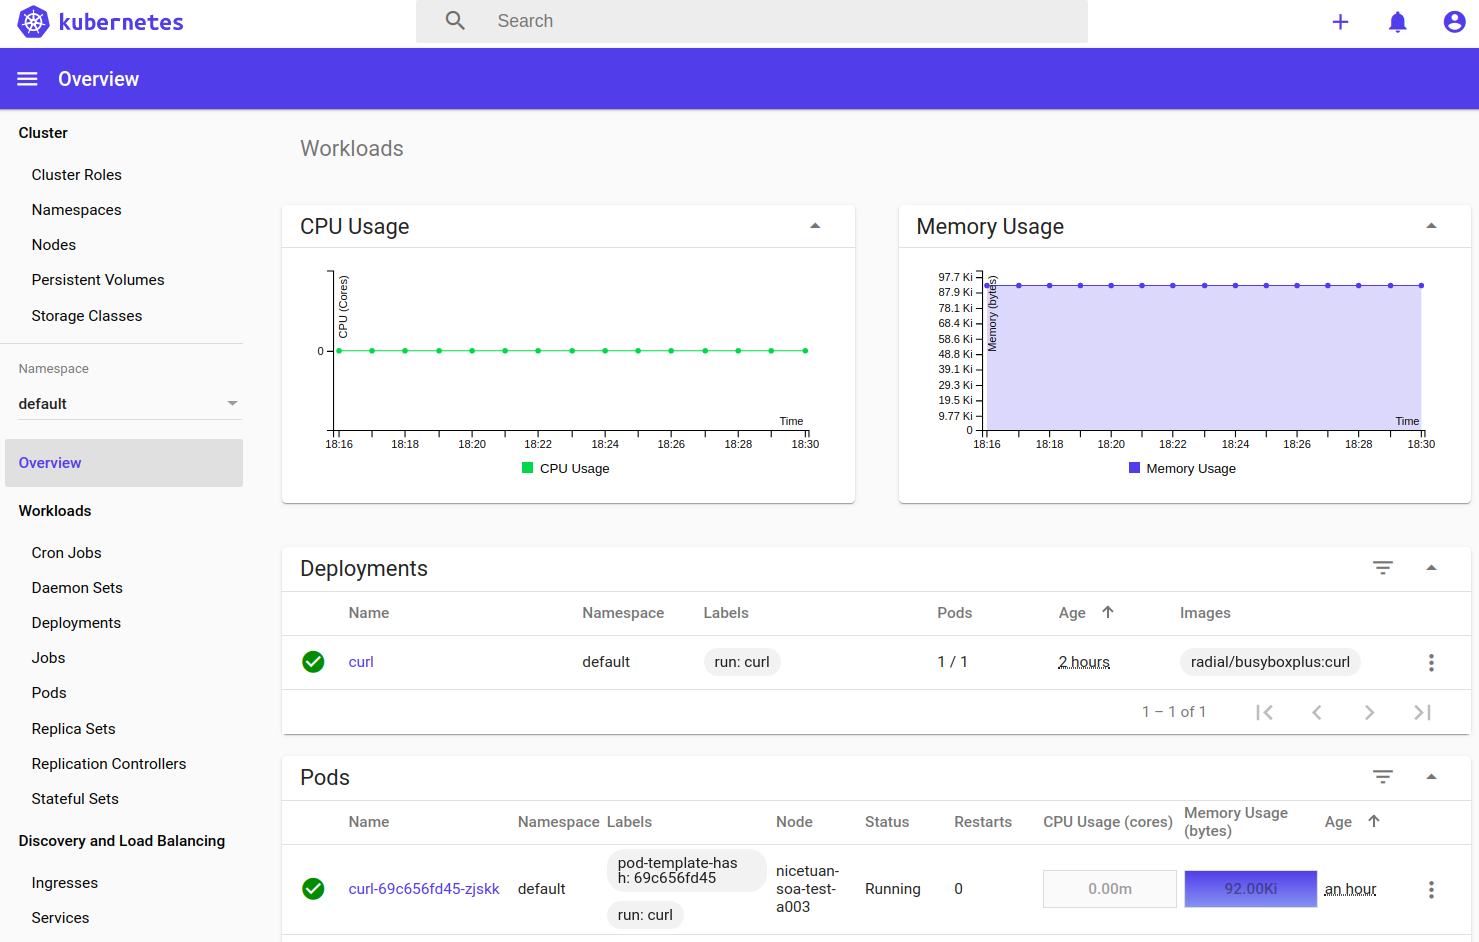 kubernetes
Search
Overview
Cluster
Cluster Roles
Namespaces
Nodes
Persistent Volumes
Storage Classes
Namespace
default
Overview
Workloads
Cron Jobs
Daemon Sets
Deployments
Jobs
Pods
Replica Sets
Replication Controllers
Stateful Sets
Discovery and Load Balancing
Ingresses
Services
Workloads
CPU Usage
CPU (Cores)
0
Time
18:16 18:18 18:20 18:22 18:24 18:26 18:28 18:30
CPU Usage
Memory Usage
97.7 Ki
87.9 Ki
78.1 Ki
68.4 Ki
58.6 Ki
48.8 Ki
39.1 Ki
29.3 Ki
19.5 Ki
9.77 Ki
0
Memory (bytes)
Time
18:16 18:18 18:20 18:22 18:24 18:26 18:28 18:30
Memory Usage
Deployments
Name Namespace Labels Pods Age Images
curl default run: curl 1 / 1 2 hours radial/busyboxplus:curl
1 – 1 of 1
Pods
Name Namespace Labels Node Status Restarts CPU Usage (cores) Memory Usage
(bytes) Age
curl-69c656fd45-zjskk default
pod-template-has
h: 69c656fd45
run: curl
nicetuan-
soa-test-
a003
Running 0 0.00m 92.00Ki an hour